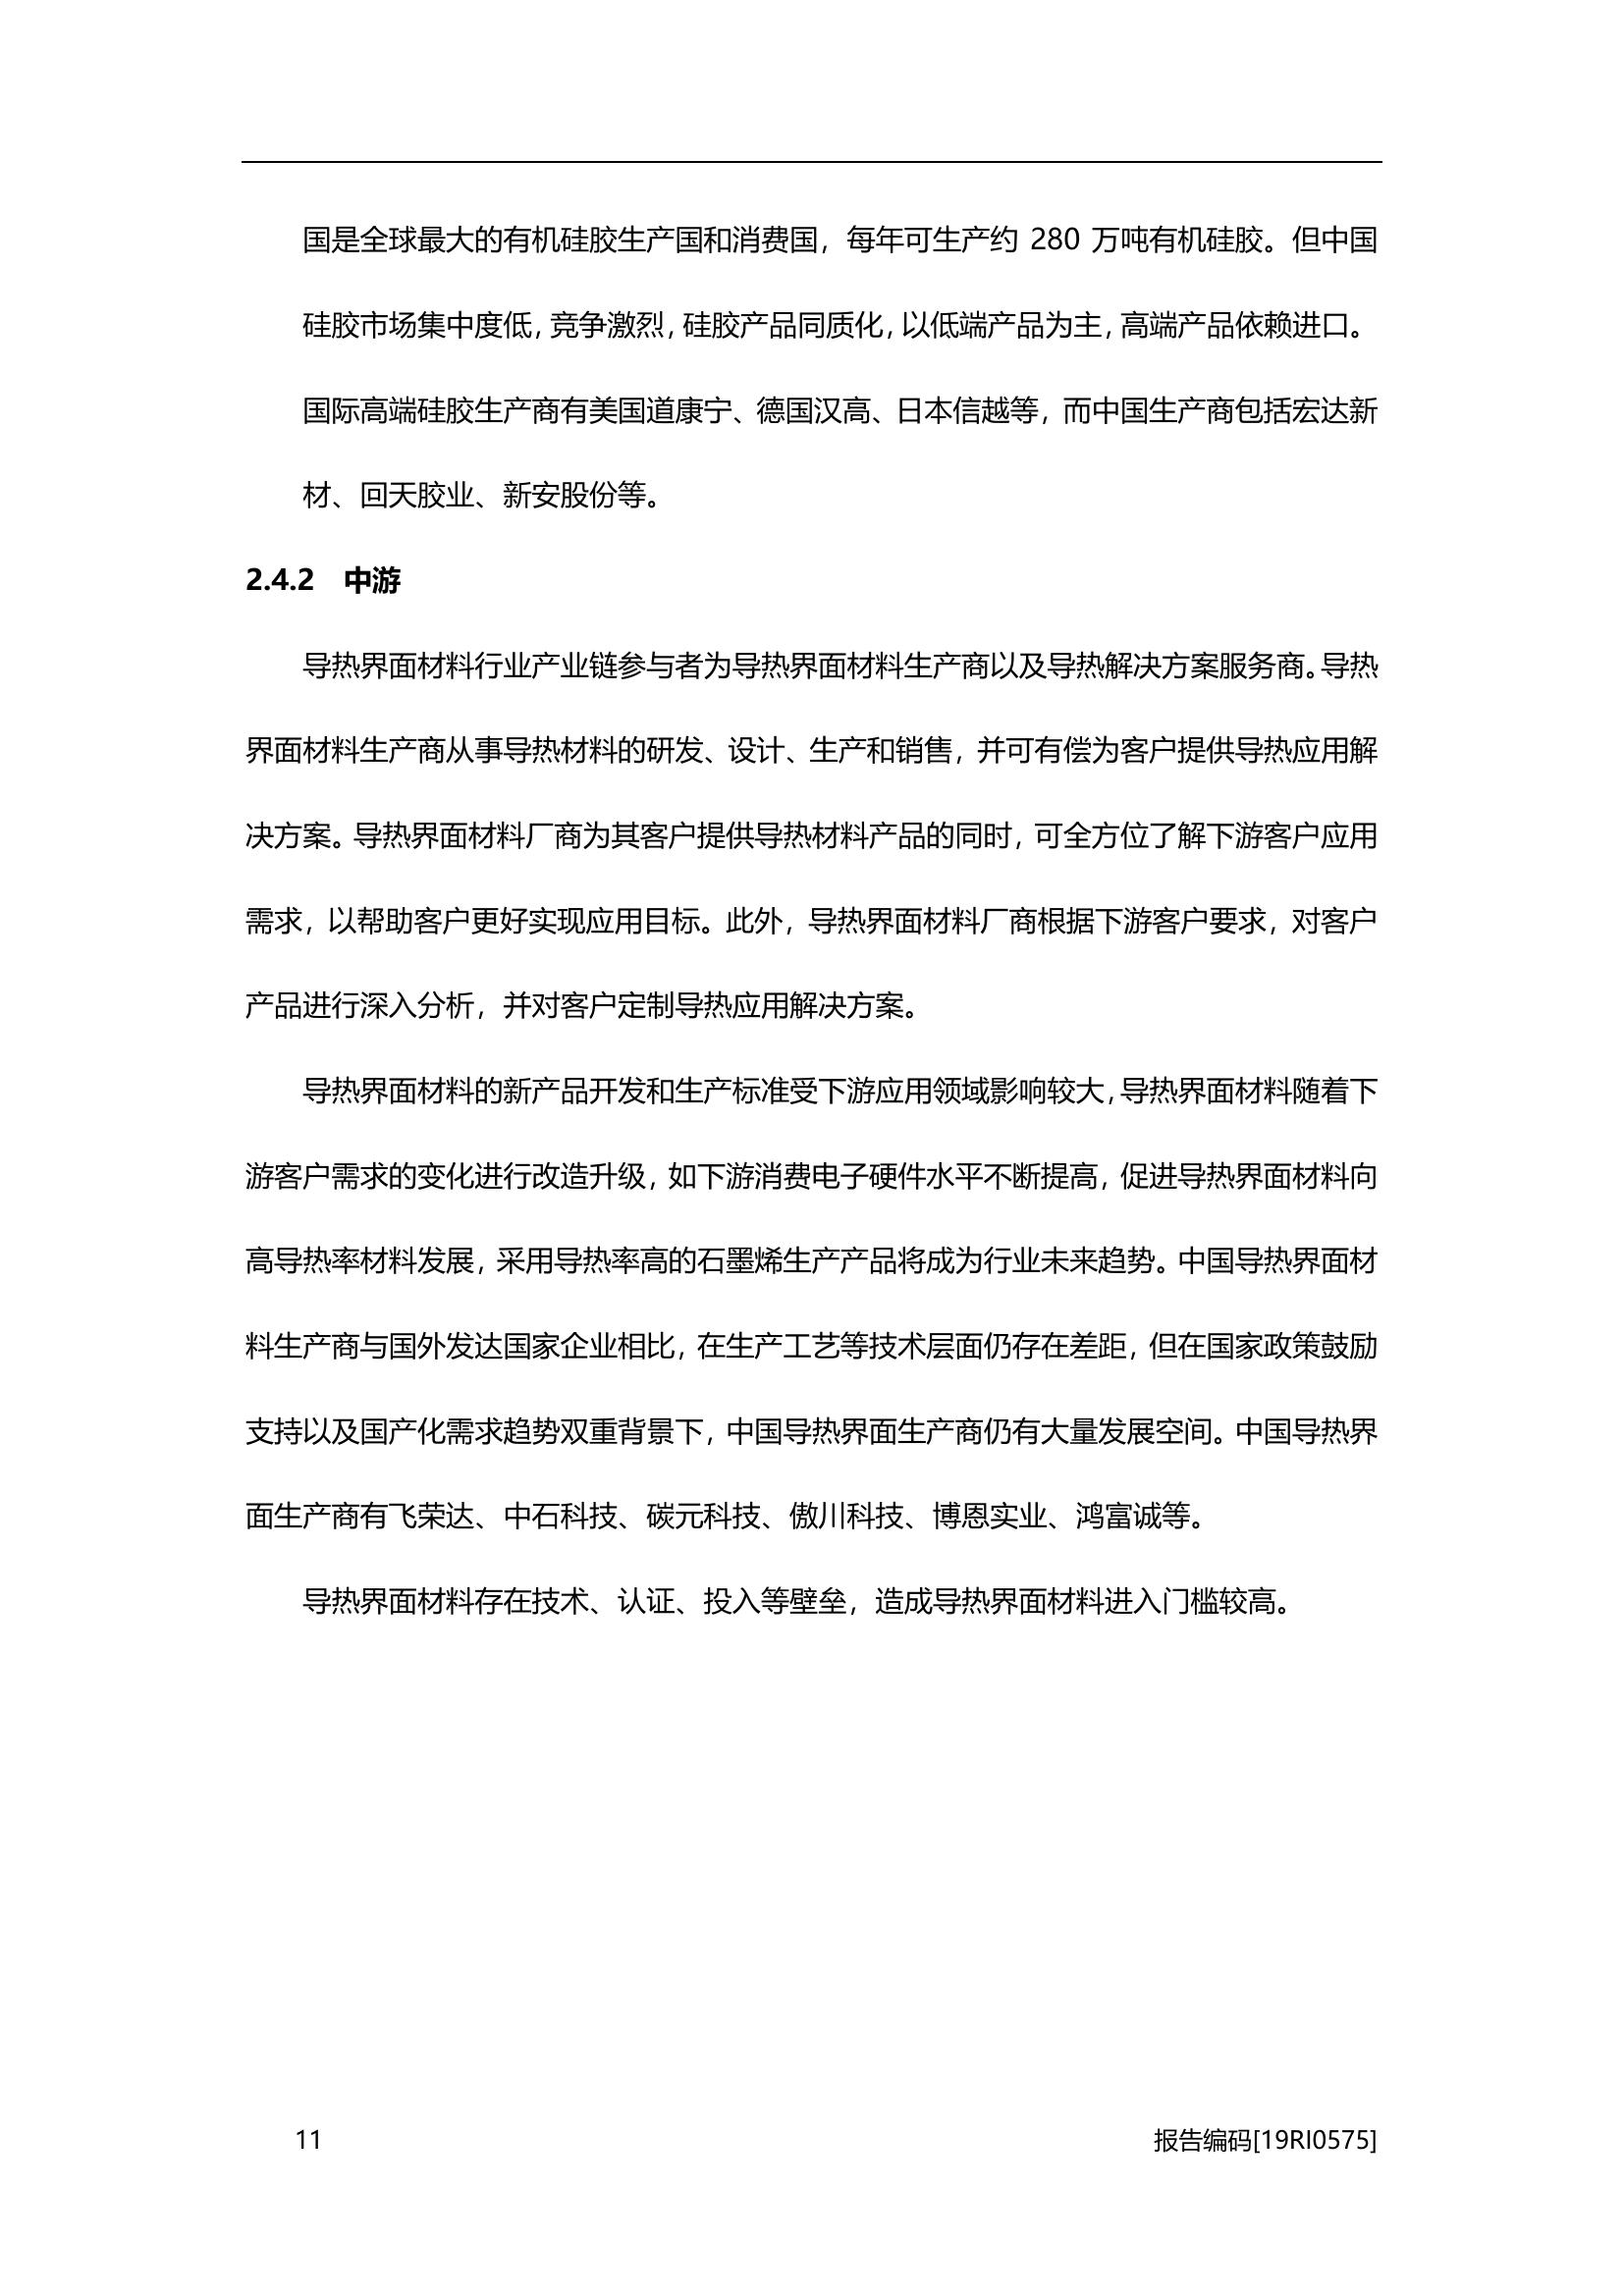 国是全球最大的有机硅胶生产国和消费国，每年可生产约 280 万吨有机硅胶。但中国
硅胶市场集中度低，竞争激烈，硅胶产品同质化，以低端产品为主，高端产品依赖进口。
国际高端硅胶生产商有美国道康宁、德国汉高、日本信越等，而中国生产商包括宏达新
材、回天胶业、新安股份等。
2.4.2 中游
导热界面材料行业产业链参与者为导热界面材料生产商以及导热解决方案服务商。导热
界面材料生产商从事导热材料的研发、设计、生产和销售，并可有偿为客户提供导热应用解
决方案。导热界面材料厂商为其客户提供导热材料产品的同时，可全方位了解下游客户应用
需求，以帮助客户更好实现应用目标。此外，导热界面材料厂商根据下游客户要求，对客户
产品进行深入分析，并对客户定制导热应用解决方案。
导热界面材料的新产品开发和生产标准受下游应用领域影响较大，导热界面材料随着下
游客户需求的变化进行改造升级，如下游消费电子硬件水平不断提高，促进导热界面材料向
高导热率材料发展，采用导热率高的石墨烯生产产品将成为行业未来趋势。中国导热界面材
料生产商与国外发达国家企业相比，在生产工艺等技术层面仍存在差距，但在国家政策鼓励
支持以及国产化需求趋势双重背景下，中国导热界面生产商仍有大量发展空间。中国导热界
面生产商有飞荣达、中石科技、碳元科技、傲川科技、博恩实业、鸿富诚等。
导热界面材料存在技术、认证、投入等壁垒，造成导热界面材料进入门槛较高。
11 报告编码[19RI0575]